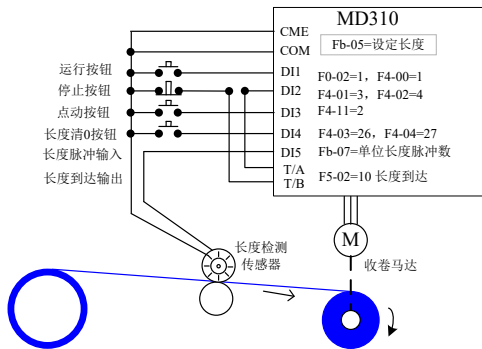 MD310
CME
COM
Fb-05=设定长度
运行按钮
DI1
F0-02=1，F4-00=1
停止按钮
DI2
F4-01=3，F4-02=4
点动按钮
DI3
F4-11=2
长度清0按钮
DI4
F4-03=26，F4-04=27
长度脉冲输入
DI5
Fb-07=单位长度脉冲数
长度到达输出
T/A
T/B
F5-02=10 长度到达
M
长度检测
传感器
收卷马达